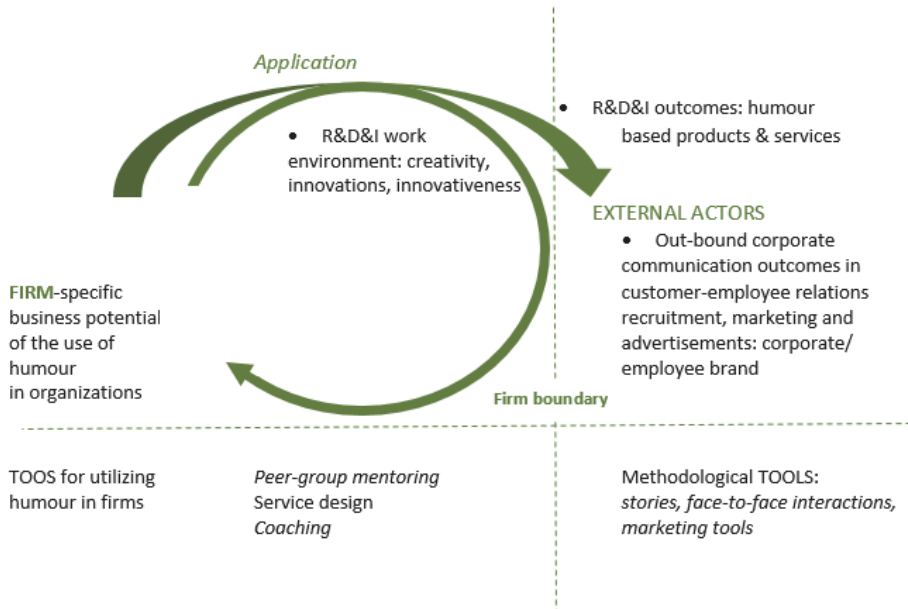 Application
• R&D&I work
environment: creativity,
innovations, innovativeness
• R&D&I outcomes: humour
based products & services
EXTERNAL ACTORS
• Out-bound corporate
communication outcomes in
customer-employee relations
recruitment, marketing and
advertisements: corporate/
employee brand
FIRM-specific
business potential
of the use of
humour
in organizations
Firm boundary
TOOS for utilizing
humour in firms
Peer-group mentoring
Service design
Coaching
Methodological TOOLS:
stories, face-to-face interactions,
marketing tools